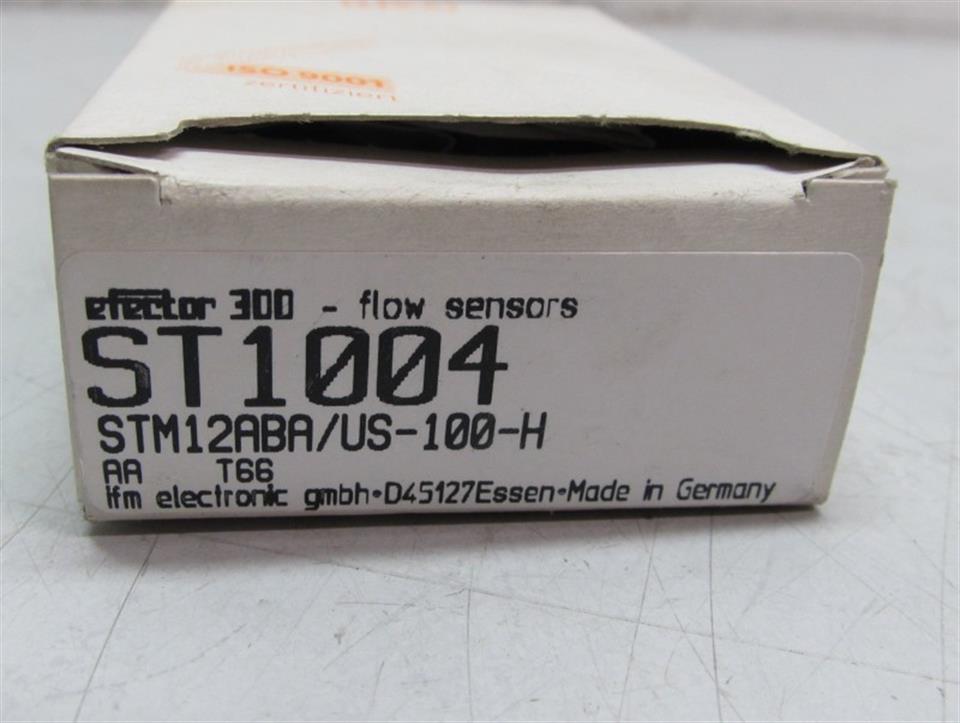 ISO 9001
zertifiziert
efector 300 - flow sensors
ST1004
STM12ABA/US-100-H
AA T66
ifm electronic gmbh•D45127Essen•Made in Germany